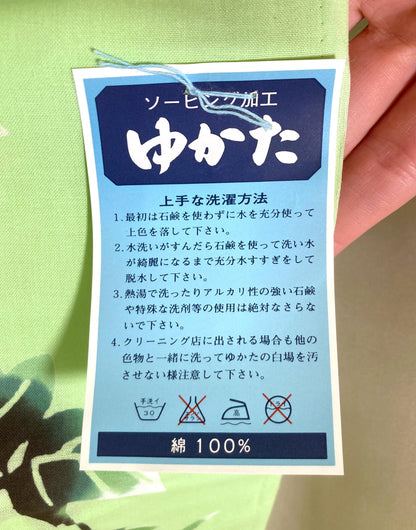 ソーピング加工
ゆかた
上手な洗濯方法
1.最初は石鹸を使わずに水を充分使って
上色を落して下さい。
2.水洗いがすんだら石鹸を使って洗い水
が綺麗になるまで充分水すすぎをして
脱水して下さい。
3.熱湯で洗ったりアルカリ性の強い石鹸
や特殊な洗剤等の使用は絶対なさらな
いで下さい。
4.クリーニング店に出される場合も他の
色物と一緒に洗ってゆかたの白場を汚
させない様注意して下さい。
手洗イ
30
高
綿 100%